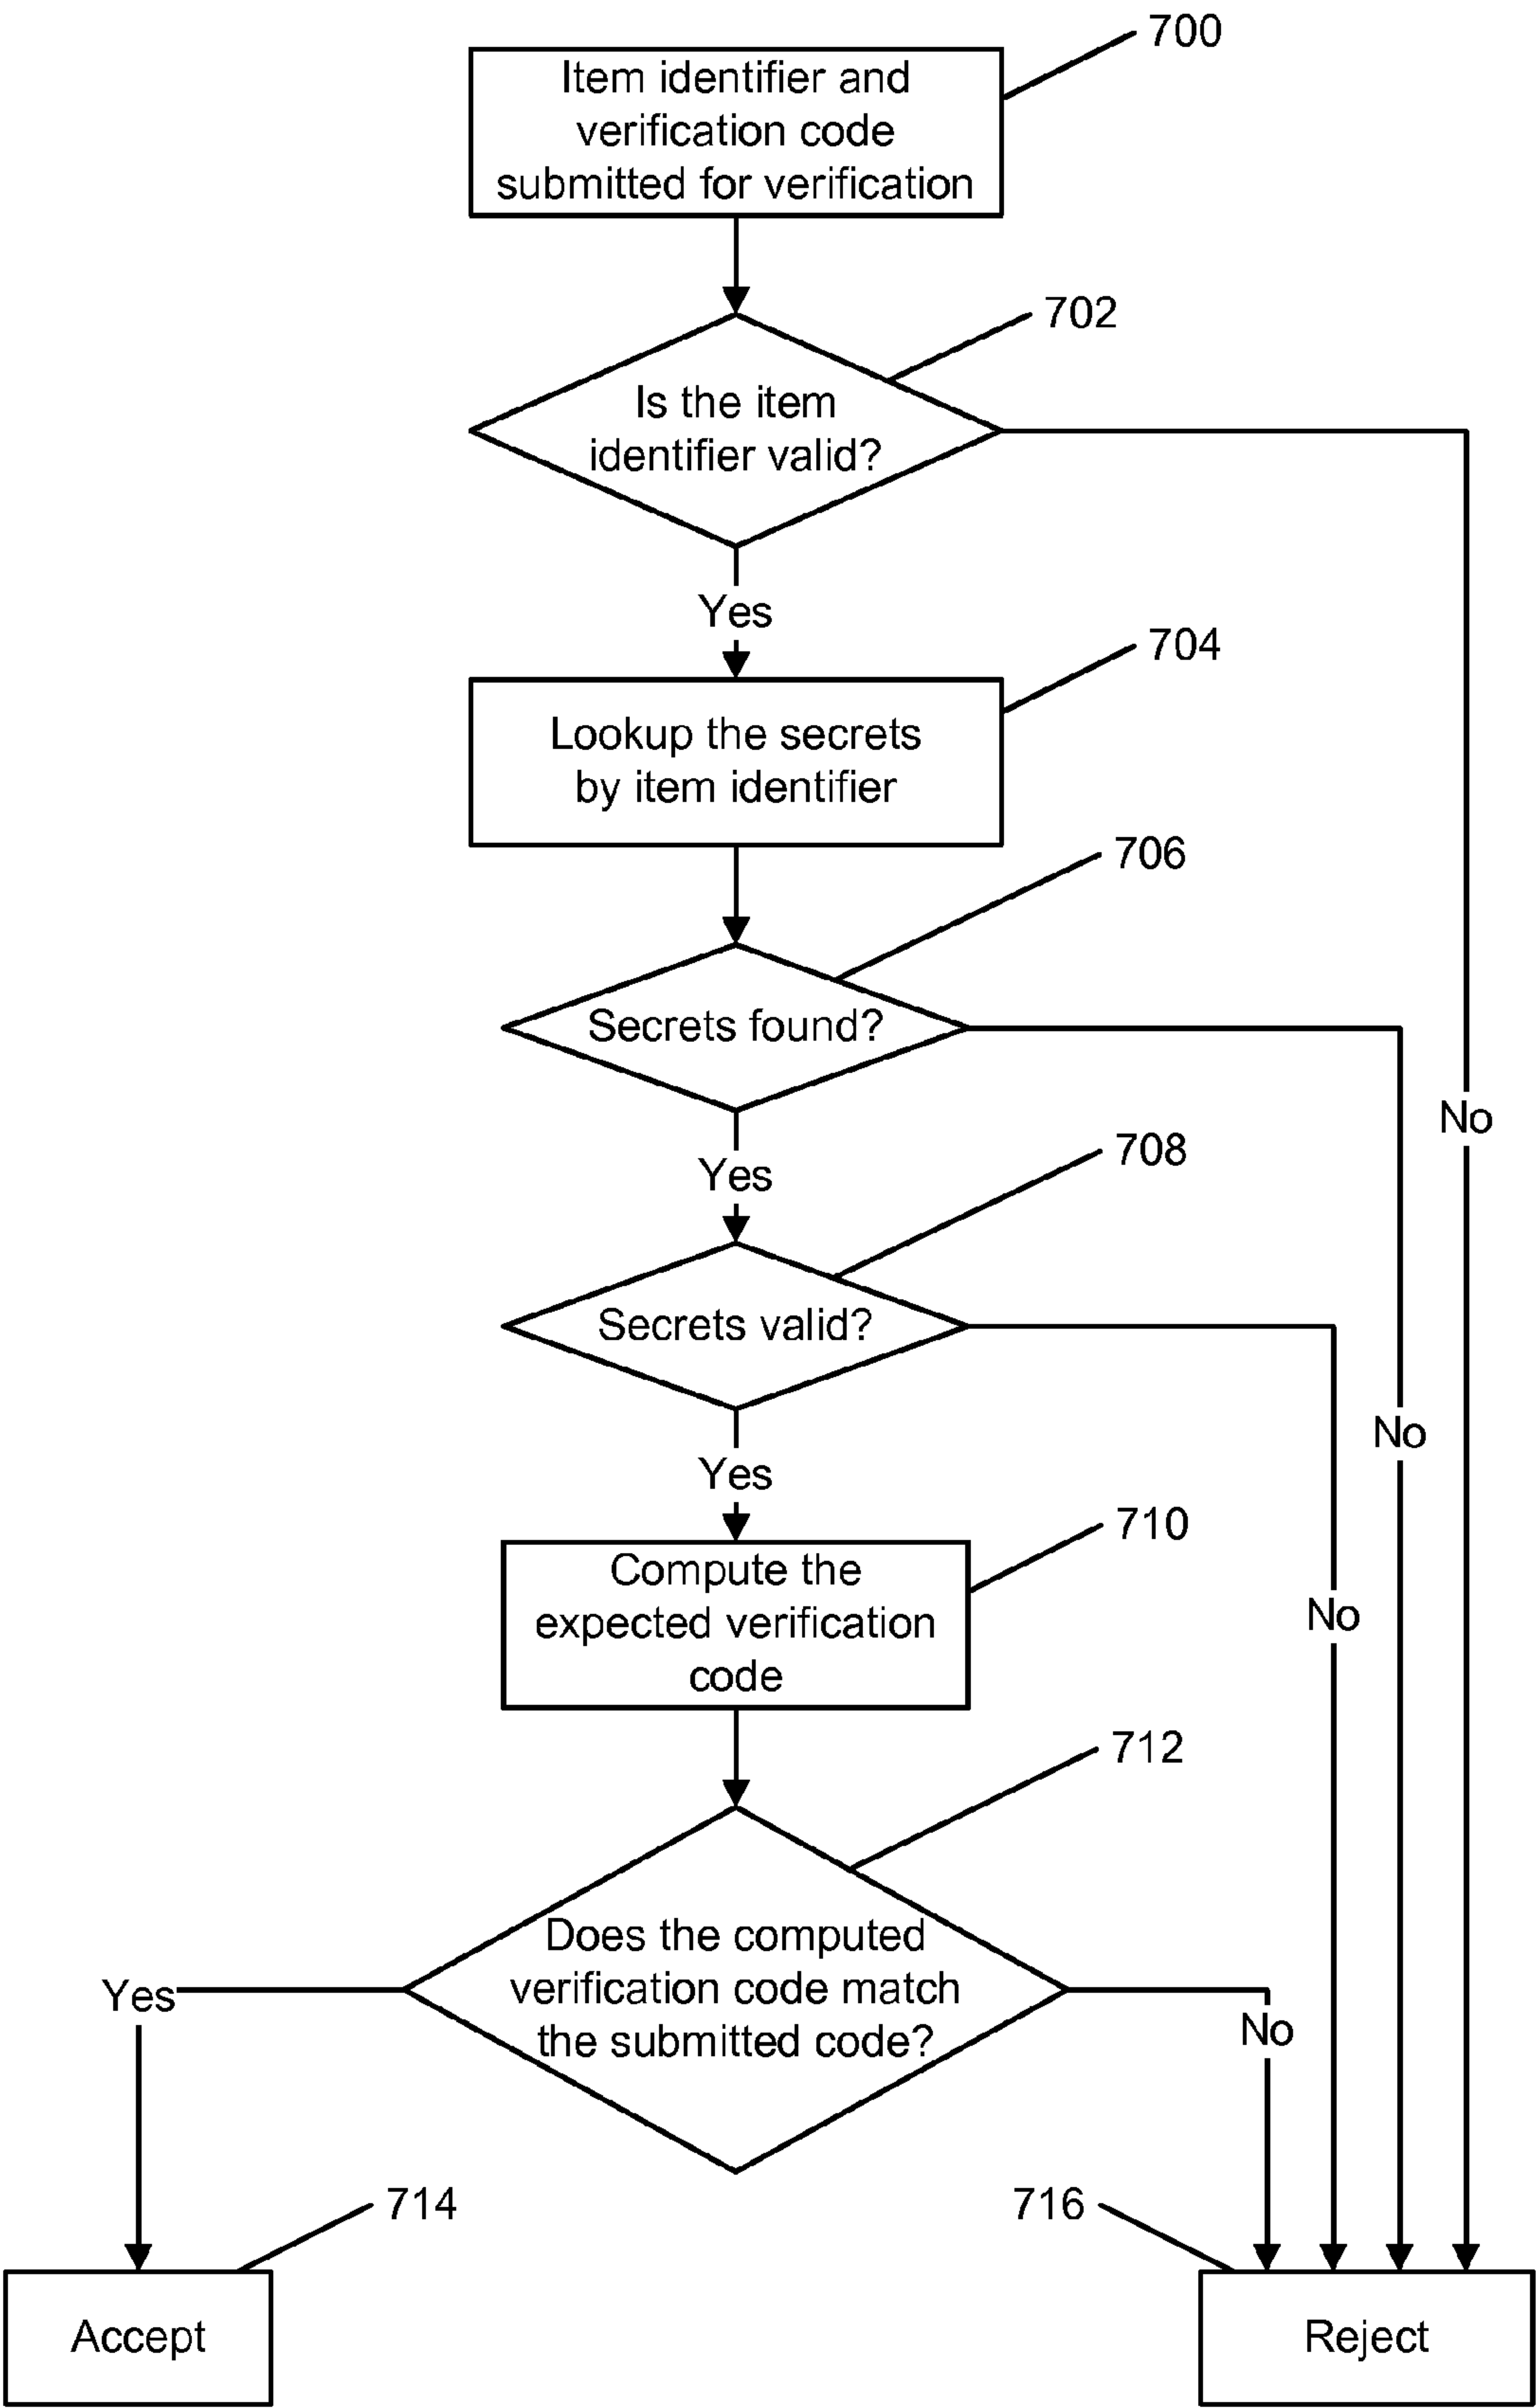 700
Item identifier and
verification code
submitted for verification
702
Is the item
identifier valid?
Yes
704
Lookup the secrets
by item identifier
706
Secrets found?
No
Yes
708
Secrets valid?
No
Yes
710
Compute the
expected verification
code
No
712
Does the computed
verification code match
the submitted code?
Yes
No
714
716
Accept
Reject